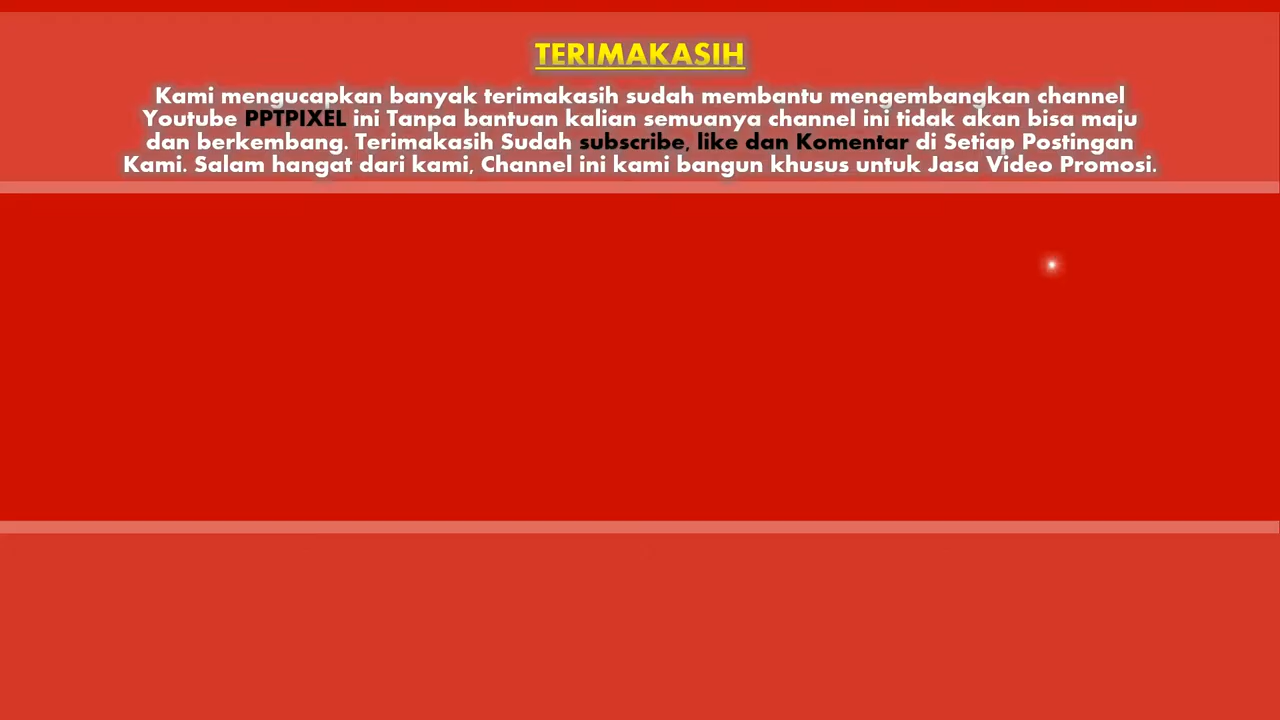 TERIMAKASIH
Kami mengucapkan banyak terimakasih sudah membantu mengembangkan channel
Youtube PPTPIXEL ini Tanpa bantuan kalian semuanya channel ini tidak akan bisa maju
dan berkembang. Terimakasih Sudah subscribe, like dan Komentar di Setiap Postingan
Kami. Salam hangat dari kami, Channel ini kami bangun khusus untuk Jasa Video Promosi.